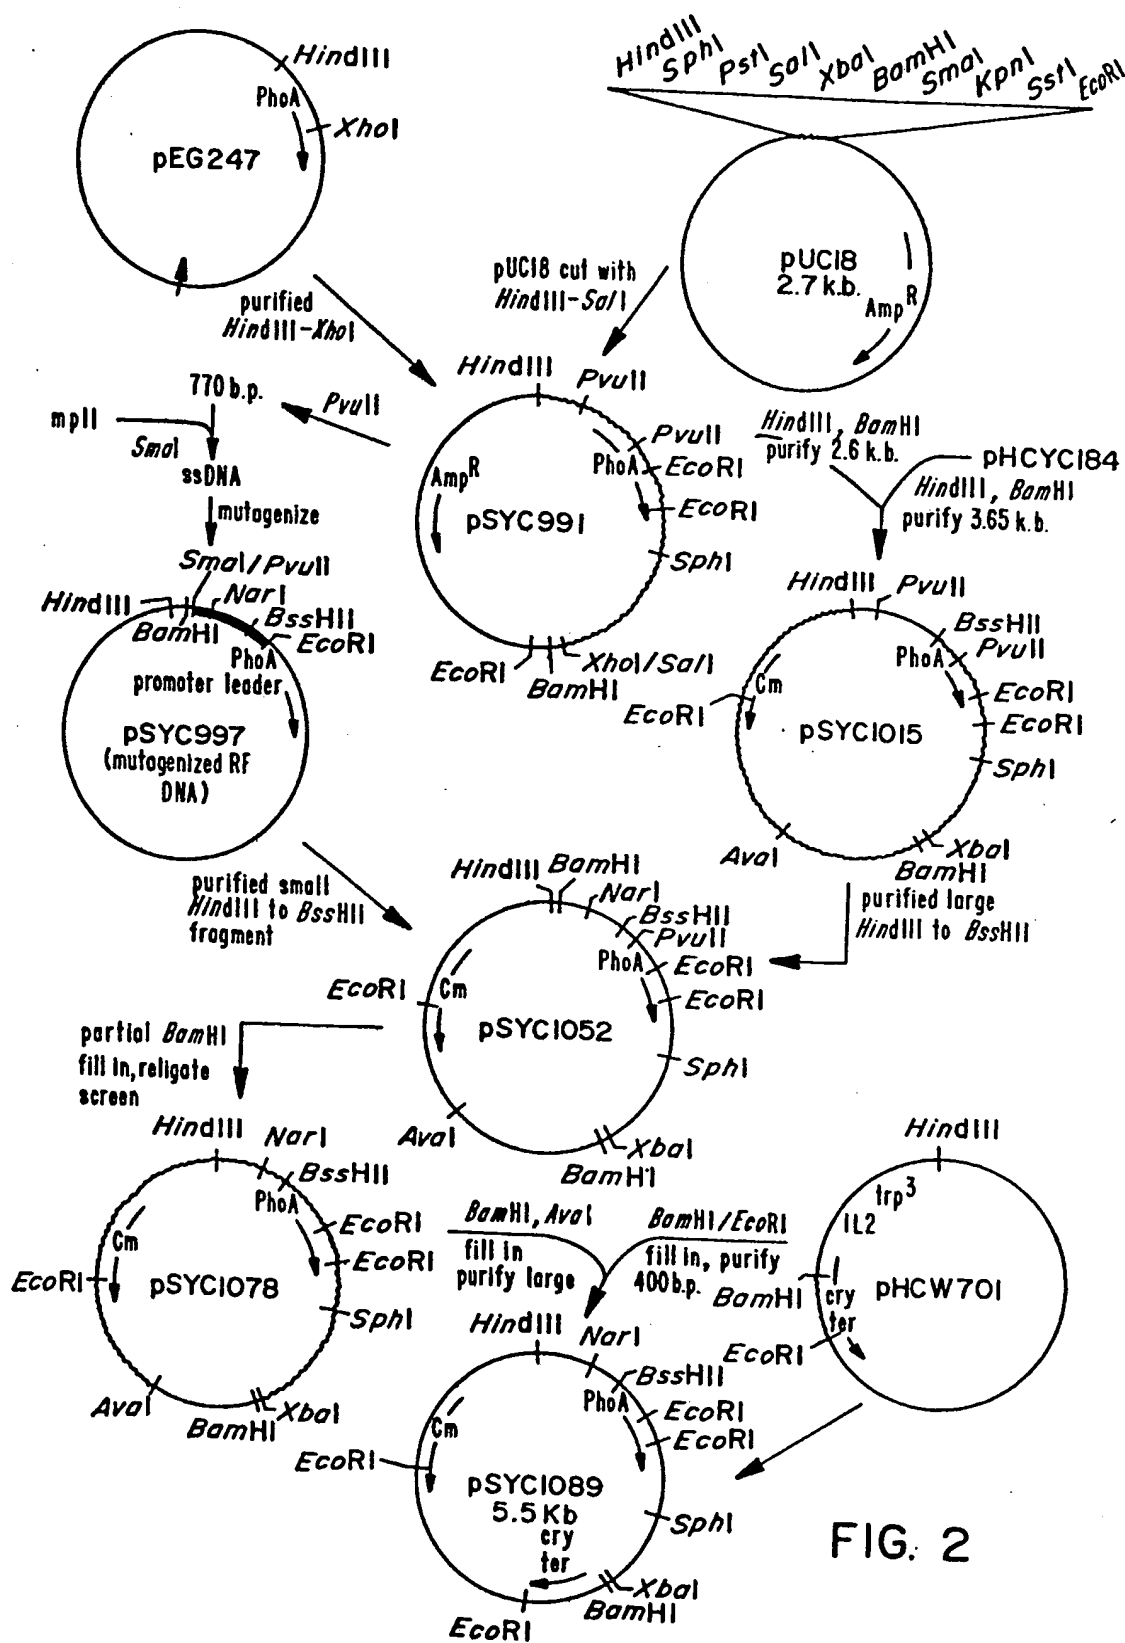 HindIII
PhoA
XhoI
pEG247
HindIII
SphI
PstI
SalI
XbaI
BamHI
SmaI
KpnI
SstI
EcoRI
pUC18
2.7 k.b.
AmpR
purified
HindIII-XhoI
pUC18 cut with
HindIII-SalI
770 b.p.
PvuII
mp11
SmaI
ssDNA
mutagenize
HindIII
PvuII
PvuII
PhoA
EcoRI
EcoRI
SphI
AmpR
pSYC991
EcoRI
BamHI
XhoI/SalI
HindIII, BamHI
purify 2.6 k.b.
pHCYC184
HindIII, BamHI
purify 3.65 k.b.
SmaI/PvuII
HindIII
NarI
BssHII
BamHI
EcoRI
PhoA
promoter leader
pSYC997
(mutagenized RF
DNA)
HindIII
PvuII
BssHII
PhoA
PvuII
EcoRI
EcoRI
Cm
EcoRI
pSYC1015
SphI
AvaI
XbaI
BamHI
purified small
HindIII to BssHII
fragment
purified large
HindIII to BssHII
HindIII
BamHI
NarI
BssHII
PvuII
PhoA
EcoRI
EcoRI
EcoRI
Cm
pSYC1052
SphI
AvaI
XbaI
BamHI
partial BamHI
fill in, religate
screen
HindIII
NarI
BssHII
PhoA
EcoRI
EcoRI
Cm
EcoRI
pSYC1078
SphI
AvaI
XbaI
BamHI
BamHI, AvaI
fill in
purify large
BamHI/EcoRI
fill in, purify
400 b.p.
HindIII
trp3
IL2
BamHI
cry
ter
pHCW701
EcoRI
HindIII
NarI
BssHII
PhoA
EcoRI
EcoRI
Cm
EcoRI
pSYC1089
5.5 Kb
cry
ter
SphI
XbaI
BamHI
EcoRI
FIG. 2